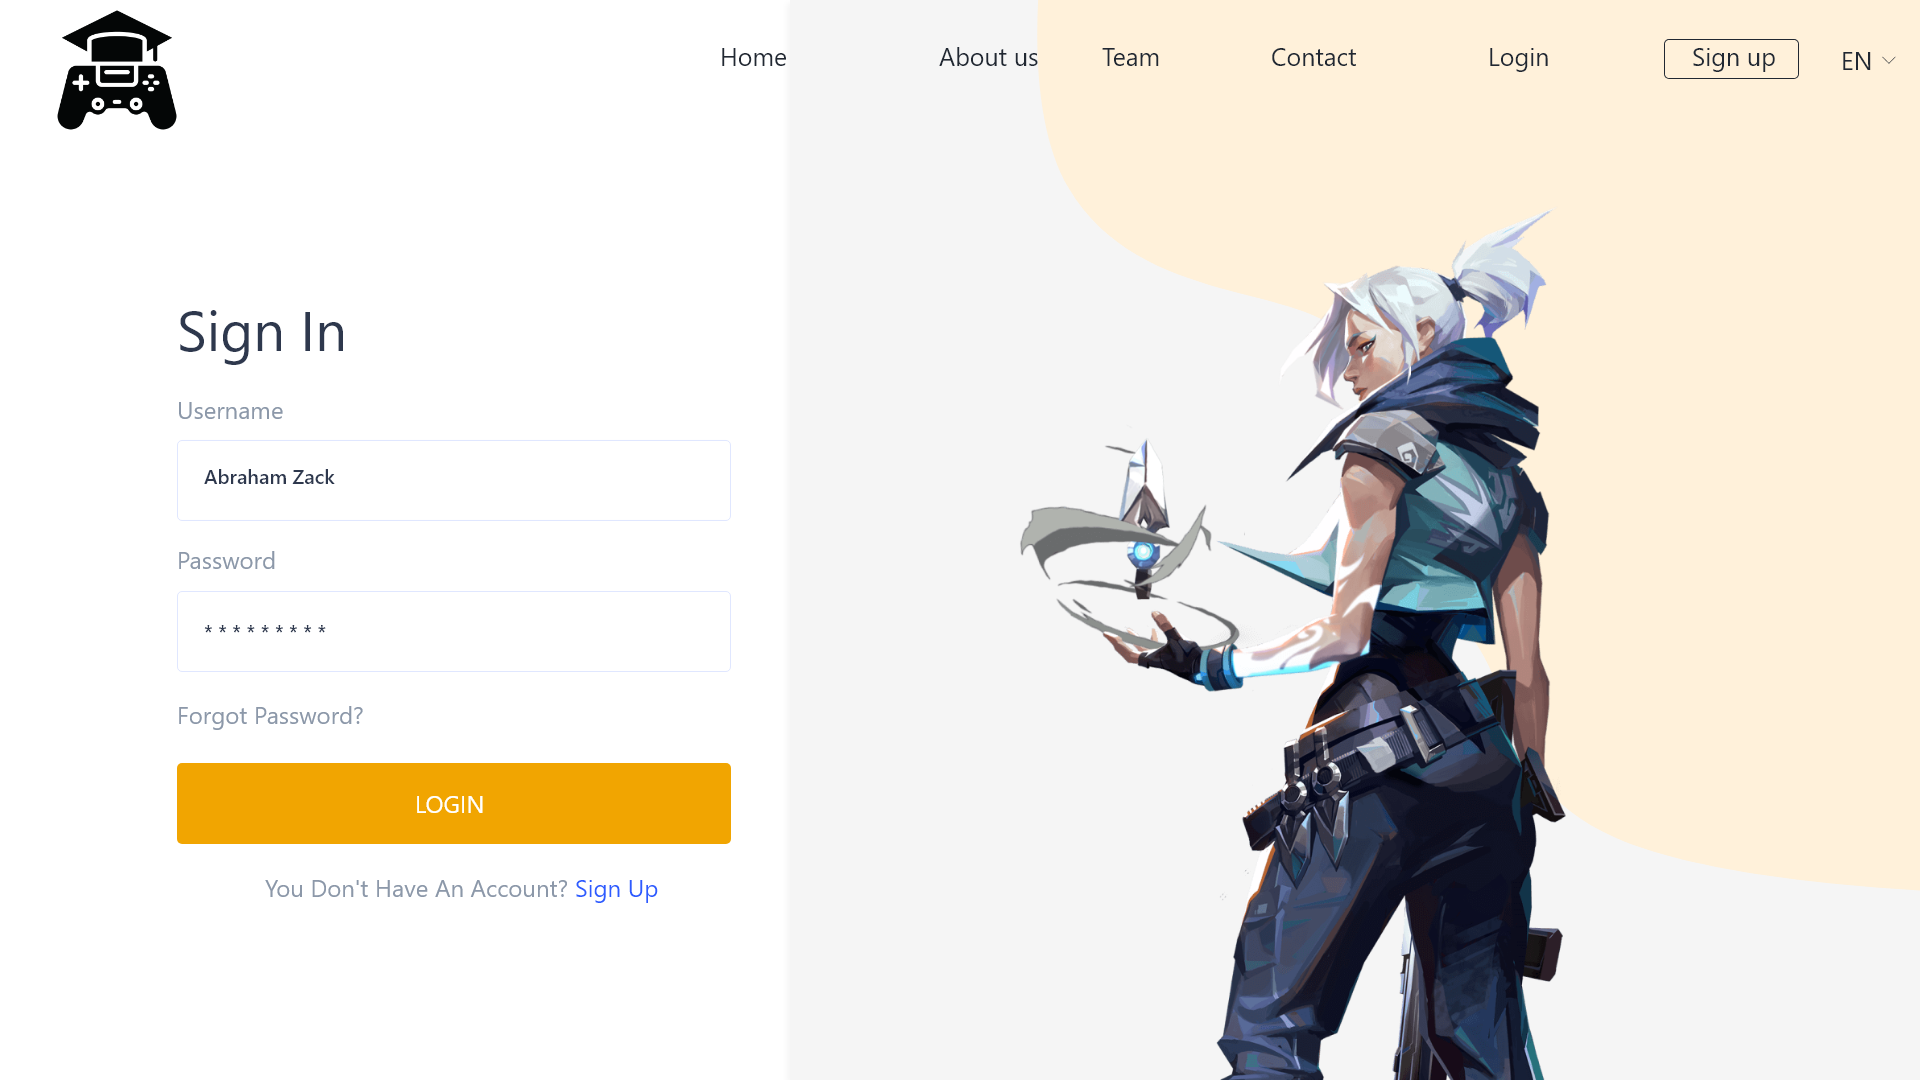 Home About us Team Contact Login Sign up EN
Sign In
Username
Abraham Zack
Password
* * * * * * * * *
Forgot Password?
LOGIN
You Don't Have An Account? Sign Up